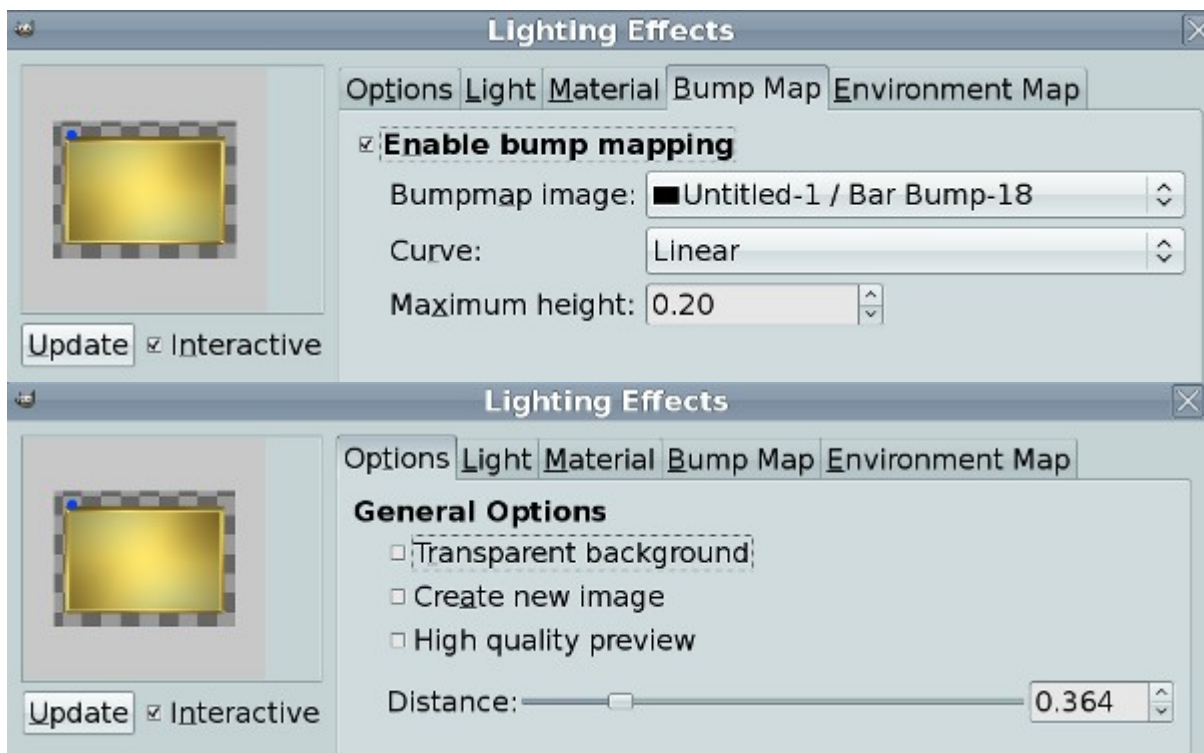 Lighting Effects
Options Light Material Bump Map Environment Map
Enable bump mapping
Bumpmap image: Untitled-1 / Bar Bump-18
Curve: Linear
Maximum height: 0.20
Update Interactive
Lighting Effects
Options Light Material Bump Map Environment Map
General Options
Transparent background
Create new image
High quality preview
Distance: 0.364
Update Interactive